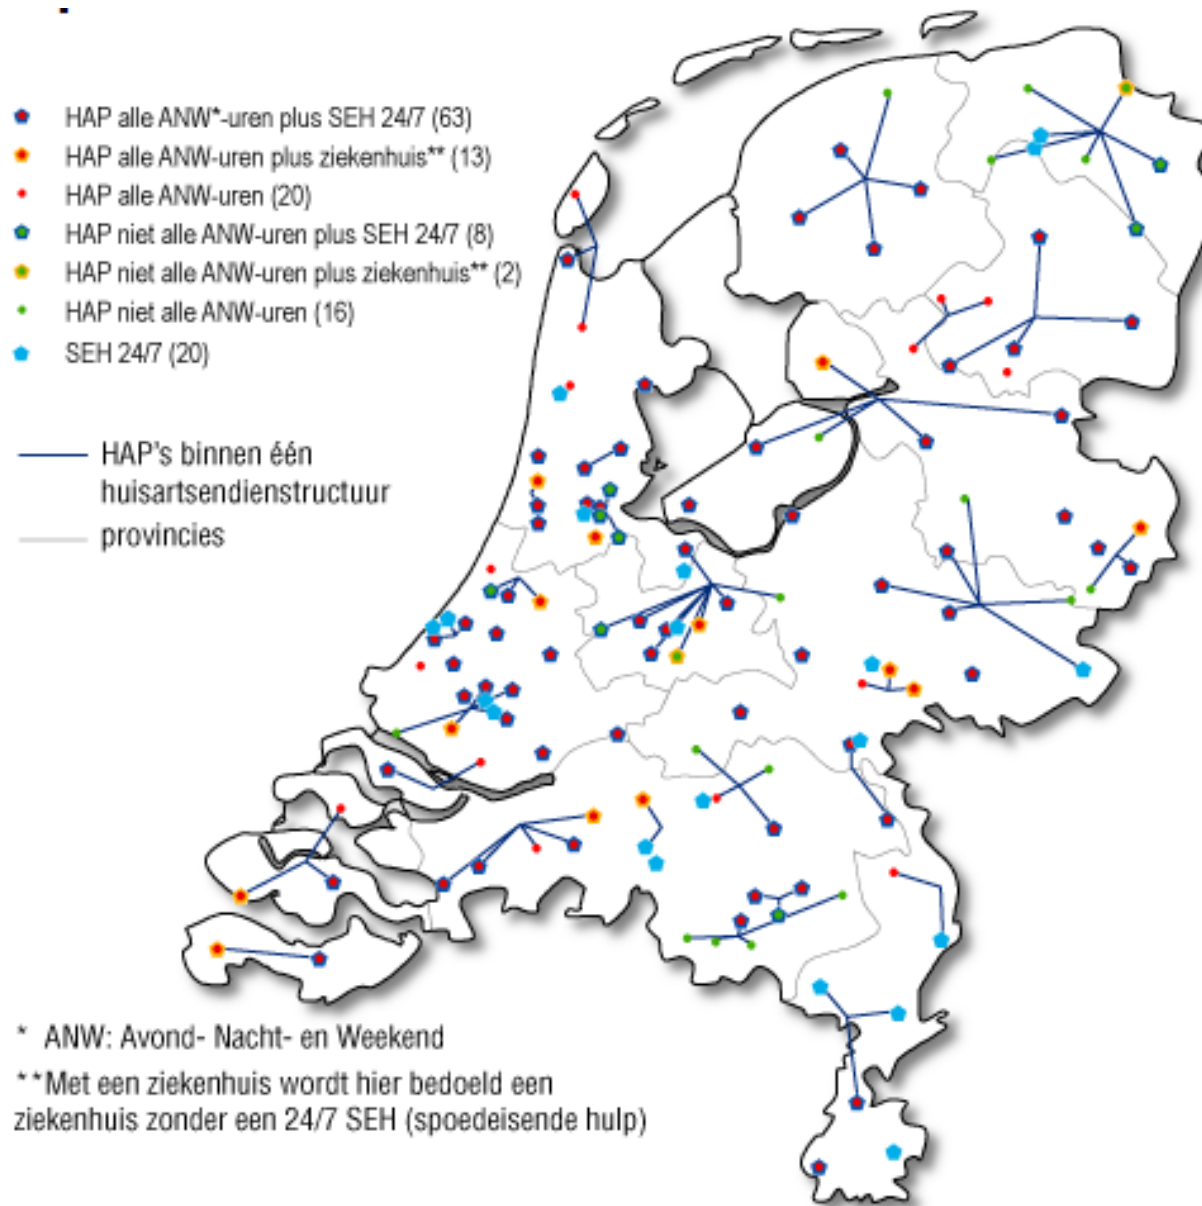 HAP alle ANW*-uren plus SEH 24/7 (63)
HAP alle ANW-uren plus ziekenhuis** (13)
HAP alle ANW-uren (20)
HAP niet alle ANW-uren plus SEH 24/7 (8)
HAP niet alle ANW-uren plus ziekenhuis** (2)
HAP niet alle ANW-uren (16)
SEH 24/7 (20)
HAP's binnen één
huisartsendienstructuur
provincies
* ANW: Avond- Nacht- en Weekend
**Met een ziekenhuis wordt hier bedoeld een
ziekenhuis zonder een 24/7 SEH (spoedeisende hulp)